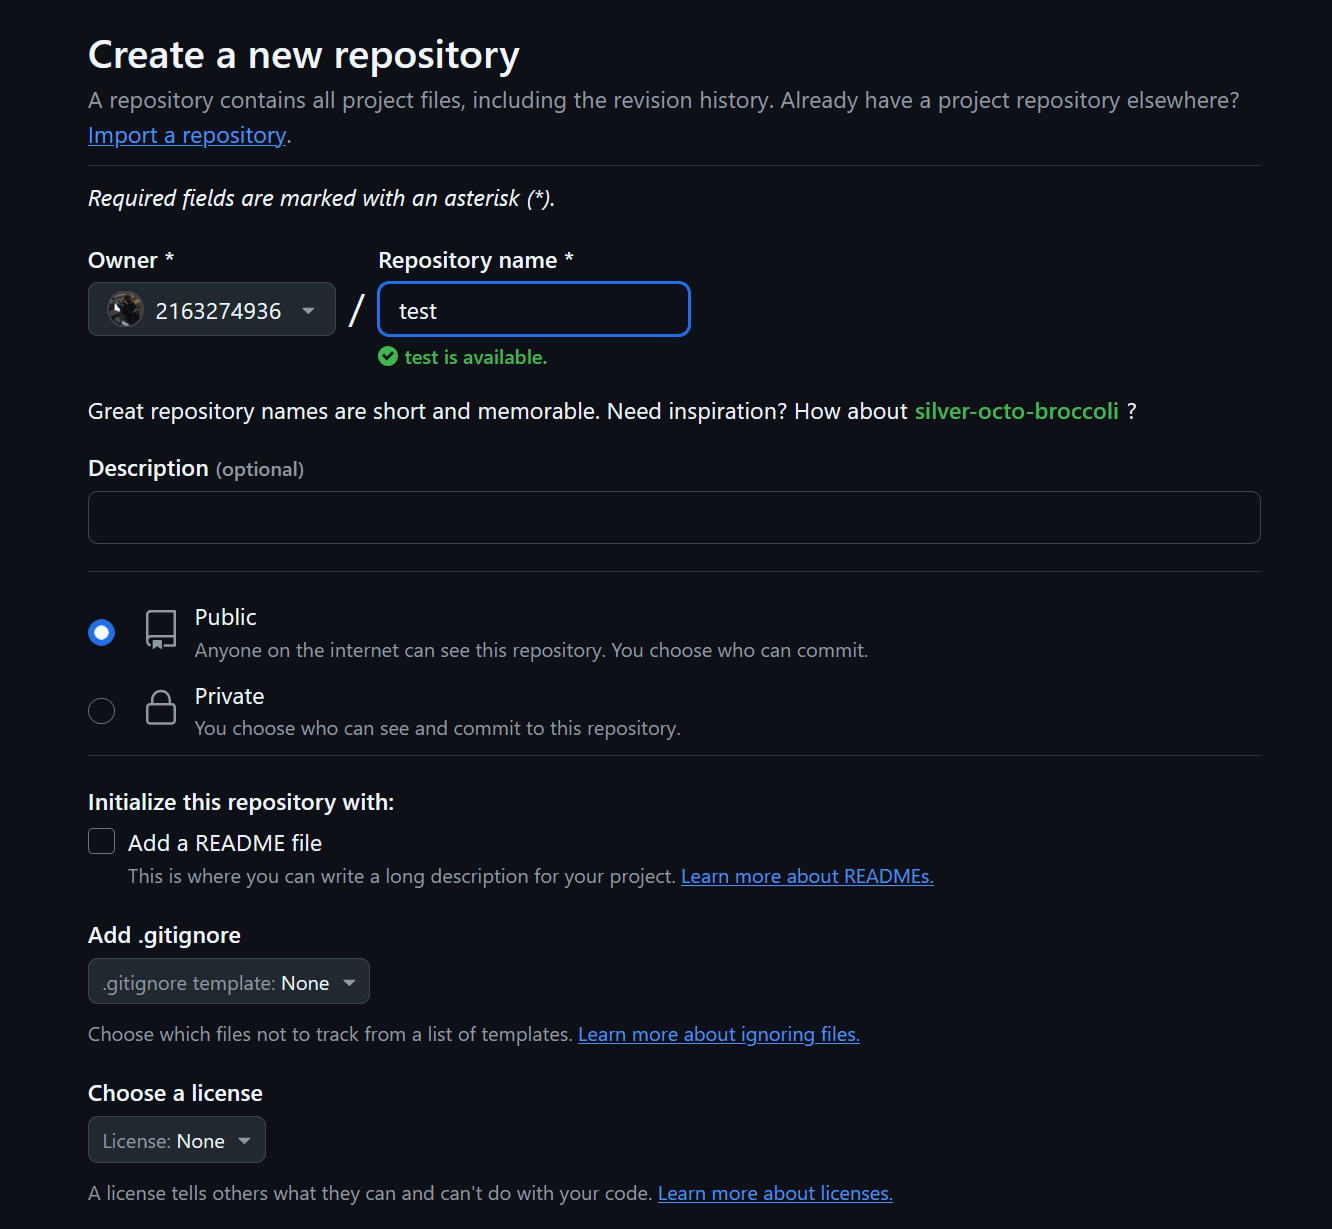 Create a new repository
A repository contains all project files, including the revision history. Already have a project repository elsewhere?
Import a repository.
Required fields are marked with an asterisk (*).
Owner *
Repository name *
2163274936
/
test
test is available.
Great repository names are short and memorable. Need inspiration? How about silver-octo-broccoli ?
Description (optional)
Public
Anyone on the internet can see this repository. You choose who can commit.
Private
You choose who can see and commit to this repository.
Initialize this repository with:
Add a README file
This is where you can write a long description for your project. Learn more about READMEs.
Add .gitignore
.gitignore template: None
Choose which files not to track from a list of templates. Learn more about ignoring files.
Choose a license
License: None
A license tells others what they can and can't do with your code. Learn more about licenses.